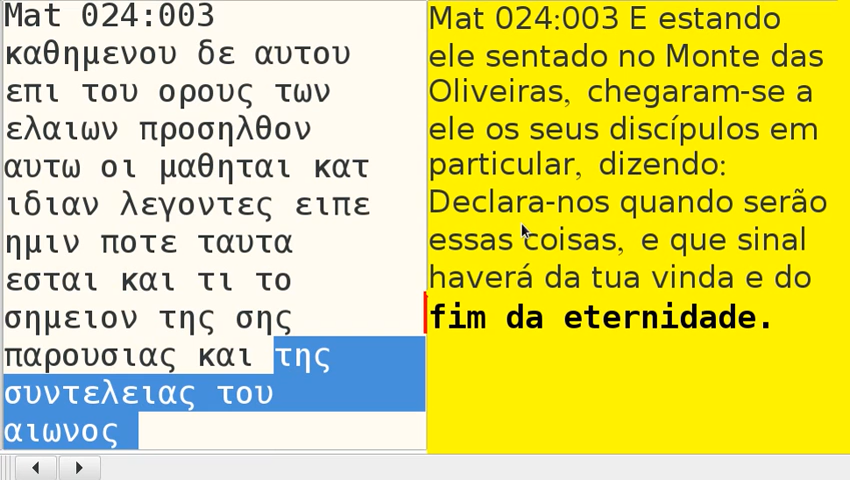 Mat 024:003
καθημενου δε αυτου
επι του ορους των
ελαιων προσηλθον
αυτω οι μαθηται κατ
ιδιαν λεγοντες ειπε
ημιν ποτε ταυτα
εσται και τι το
σημειον της σης
παρουσιας και της
συντελειας του
αιωνος
Mat 024:003 E estando
ele sentado no Monte das
Oliveiras, chegaram-se a
ele os seus discípulos em
particular, dizendo:
Declara-nos quando serão
essas coisas, e que sinal
haverá da tua vinda e do
fim da eternidade.